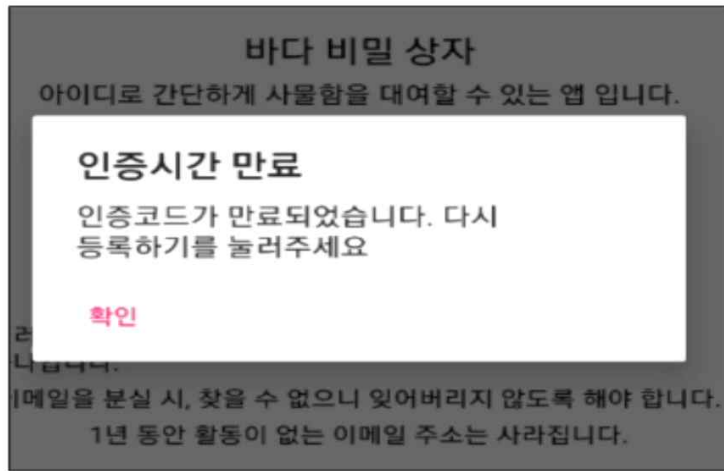 바다 비밀 상자
아이디로 간단하게 사물함을 대여할 수 있는 앱 입니다.
인증시간 만료
인증코드가 만료되었습니다. 다시
등록하기를 눌러주세요
확인
러
니다.
이메일을 분실 시, 찾을 수 없으니 잊어버리지 않도록 해야 합니다.
1년 동안 활동이 없는 이메일 주소는 사라집니다.